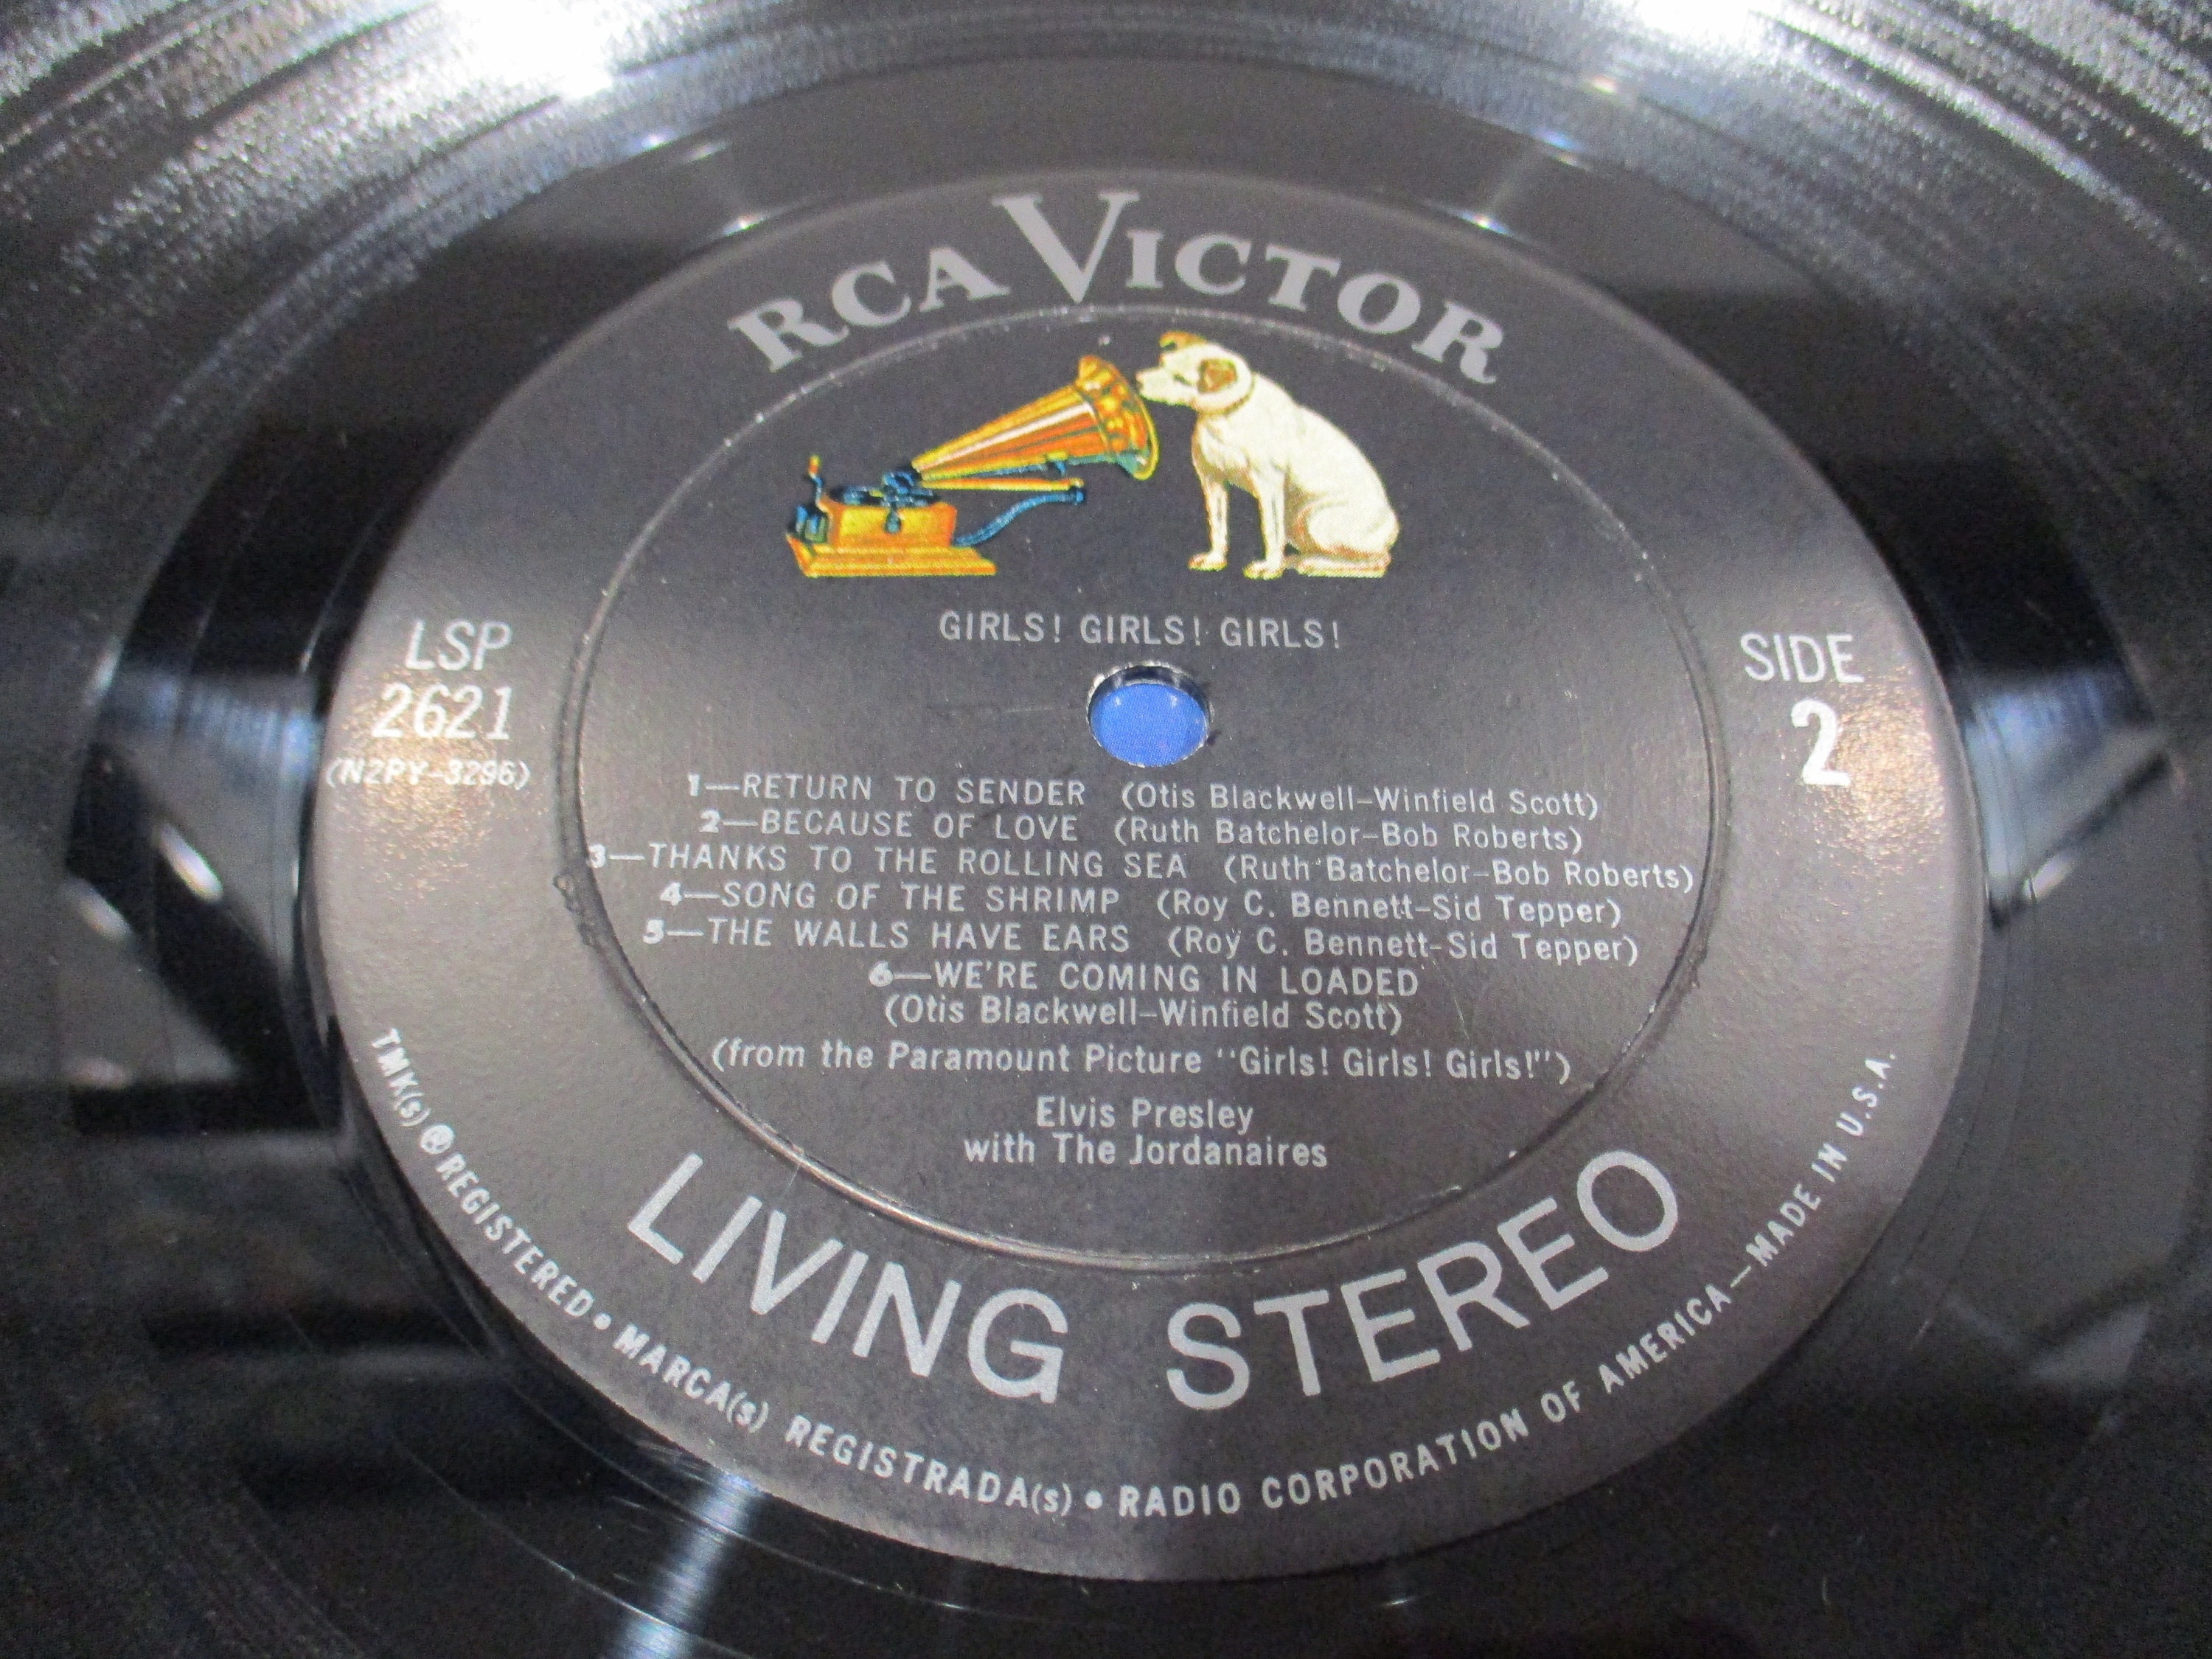 RCA VICTOR
GIRLS! GIRLS! GIRLS!
LSP
2621
(N2PY-3296)
SIDE
2
1—RETURN TO SENDER (Otis Blackwell-Winfield Scott)
2—BECAUSE OF LOVE (Ruth Batchelor-Bob Roberts)
3—THANKS TO THE ROLLING SEA (Ruth Batchelor-Bob Roberts)
4—SONG OF THE SHRIMP (Roy C. Bennett-Sid Tepper)
5—THE WALLS HAVE EARS (Roy C. Bennett-Sid Tepper)
6—WE'RE COMING IN LOADED
(Otis Blackwell-Winfield Scott)
(from the Paramount Picture "Girls! Girls! Girls!")
Elvis Presley
with The Jordanaires
LIVING STEREO
TMK(s) ® REGISTERED • MARCA(s) REGISTRADA(s) • RADIO CORPORATION OF AMERICA—MADE IN U.S.A.